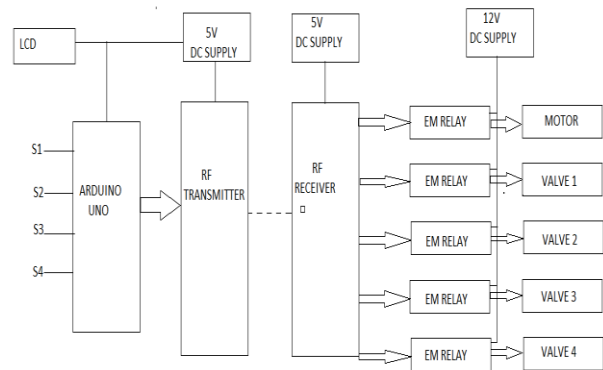 LCD
5V
DC SUPPLY
5V
DC SUPPLY
12V
DC SUPPLY
S1
S2
S3
S4
ARDUINO
UNO
RF
TRANSMITTER
RF
RECEIVER
EM RELAY
MOTOR
EM RELAY
VALVE 1
EM RELAY
VALVE 2
EM RELAY
VALVE 3
EM RELAY
VALVE 4